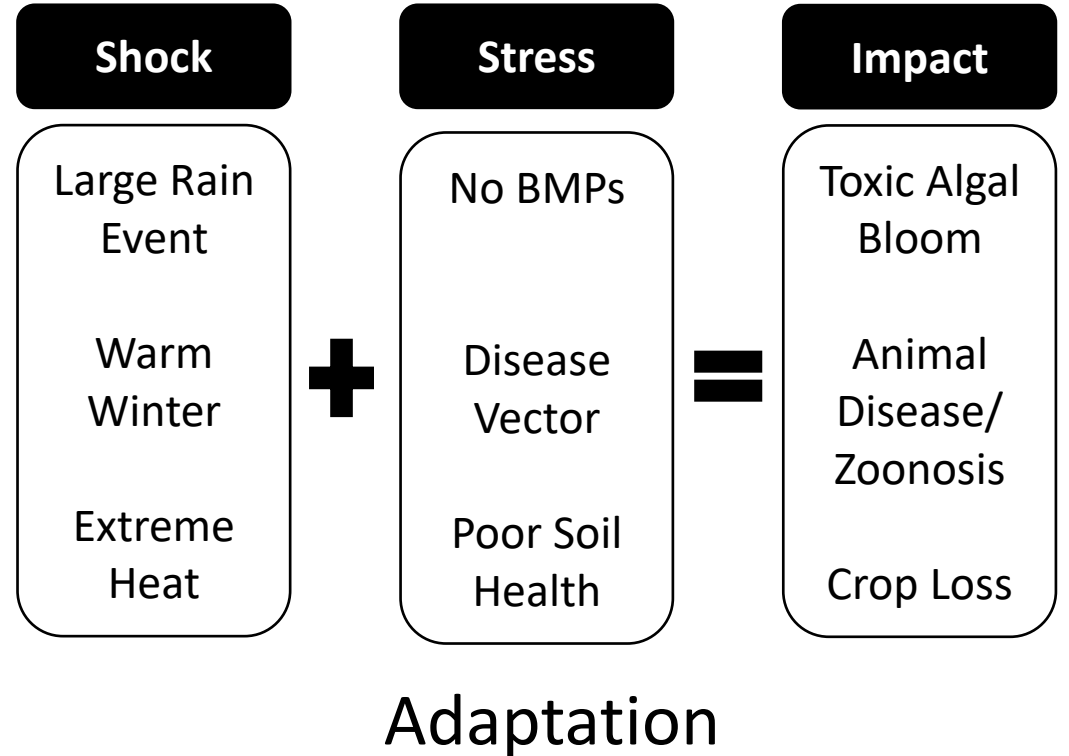 Shock
Large Rain
Event
Warm
Winter
Extreme
Heat
+
Stress
No BMPs
Disease
Vector
Poor Soil
Health
=
Impact
Toxic Algal
Bloom
Animal
Disease/
Zoonosis
Crop Loss
Adaptation